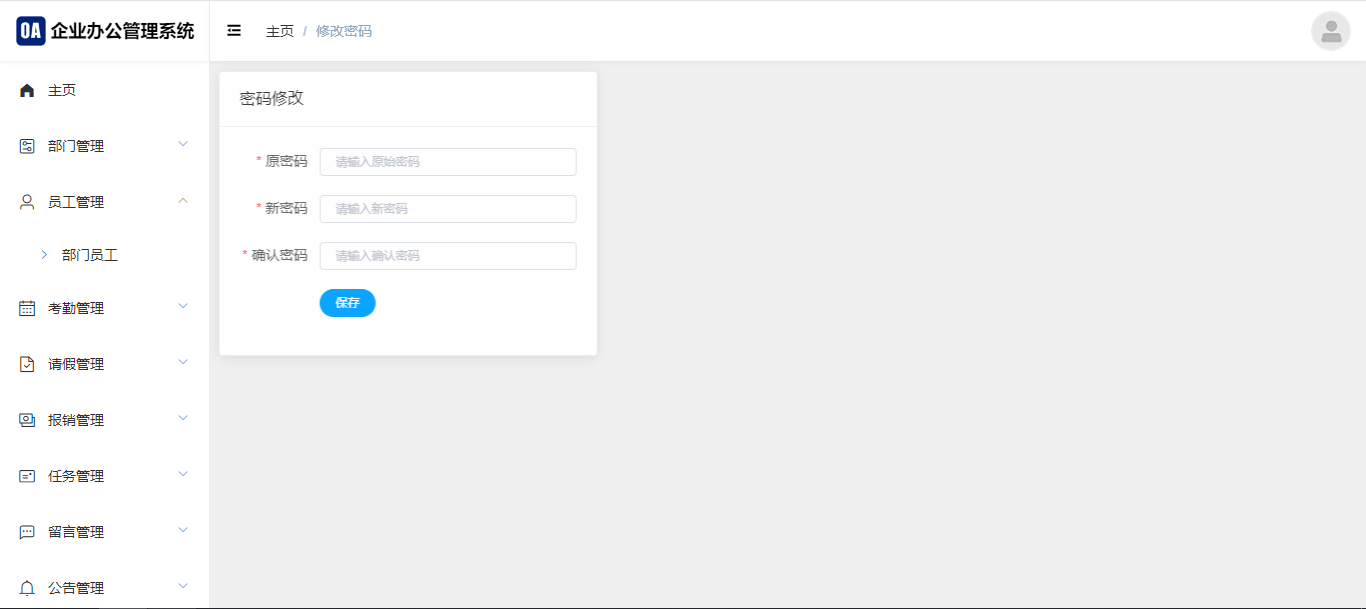 OA 企业办公管理系统
主页 / 修改密码
主页
部门管理
员工管理
部门员工
考勤管理
请假管理
报销管理
任务管理
留言管理
公告管理
密码修改
* 原密码 请输入原始密码
* 新密码 请输入新密码
* 确认密码 请输入确认密码
保存